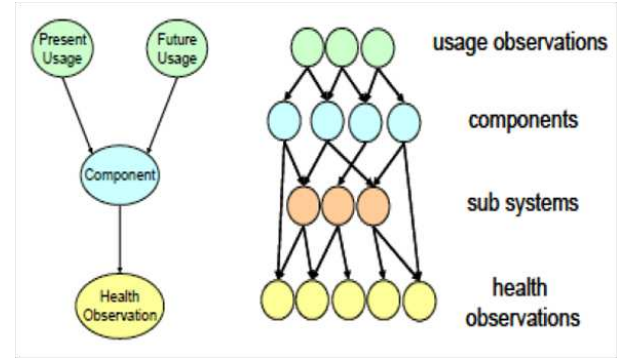 Present
Usage
Future
Usage
Component
Health
Observation
usage observations
components
sub systems
health
observations